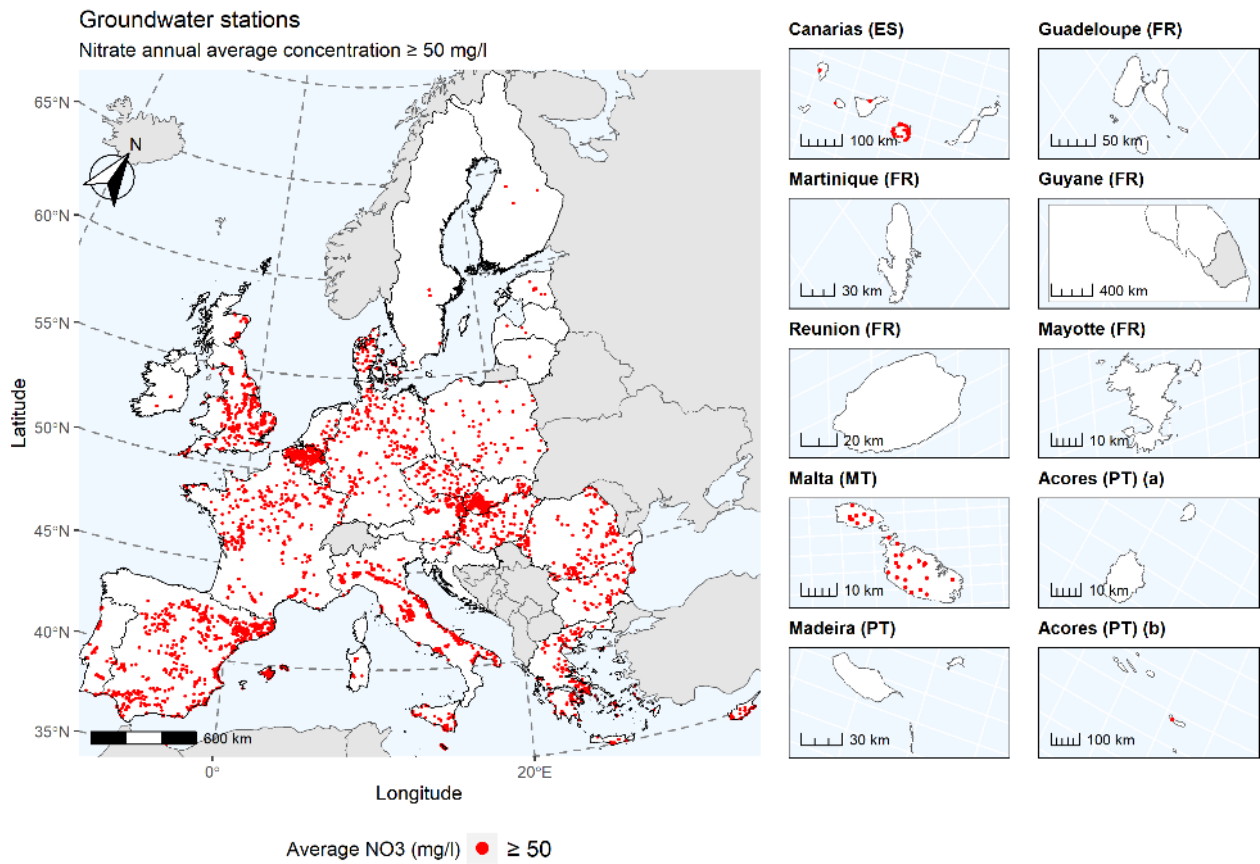 Groundwater stations
Nitrate annual average concentration ≥ 50 mg/l
65°N
60°N
55°N
50°N
45°N
40°N
35°N
N
Latitude
600 km
0°
20°E
Longitude
Average NO3 (mg/l)
≥ 50
Canarias (ES)
100 km
Guadeloupe (FR)
50 km
Martinique (FR)
30 km
Guyane (FR)
400 km
Reunion (FR)
20 km
Mayotte (FR)
10 km
Malta (MT)
10 km
Acores (PT) (a)
10 km
Madeira (PT)
30 km
Acores (PT) (b)
100 km